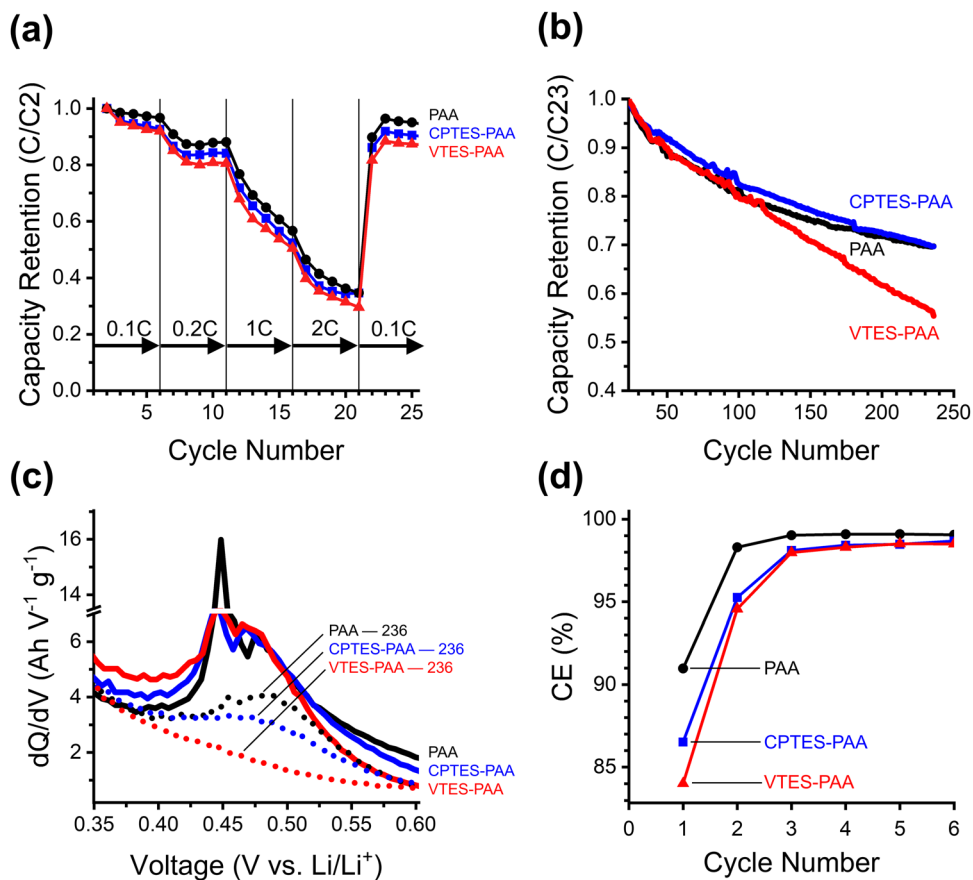 (a)
Capacity Retention (C/C2)
1.0
0.8
0.6
0.4
0.2
0.0
PAA
CPTES-PAA
VTES-PAA
0.1C
0.2C
1C
2C
0.1C
5
10
15
20
25
Cycle Number
(b)
Capacity Retention (C/C23)
1.0
0.9
0.8
0.7
0.6
0.5
0.4
CPTES-PAA
PAA
VTES-PAA
50
100
150
200
250
Cycle Number
(c)
dQ/dV (Ah V⁻¹ g⁻¹)
16
14
6
4
2
PAA — 236
CPTES-PAA — 236
VTES-PAA — 236
PAA
CPTES-PAA
VTES-PAA
0.35
0.40
0.45
0.50
0.55
0.60
Voltage (V vs. Li/Li⁺)
(d)
CE (%)
100
95
90
85
PAA
CPTES-PAA
VTES-PAA
0
1
2
3
4
5
6
Cycle Number